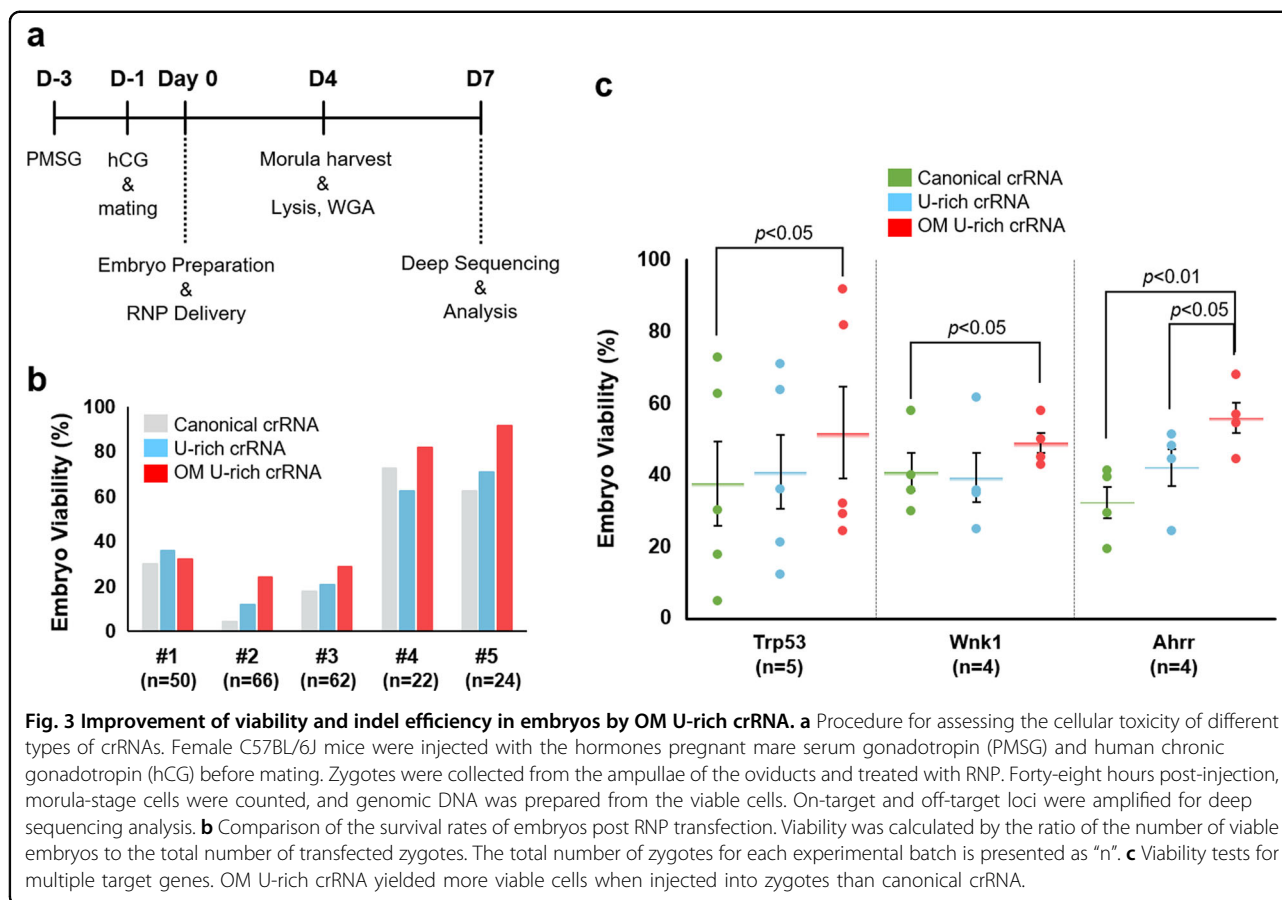 a
D-3 D-1 Day 0 D4 D7
PMSG
hCG
&
mating
Embryo Preparation
&
RNP Delivery
Morula harvest
&
Lysis, WGA
Deep Sequencing
&
Analysis
b
Embryo Viability (%)
100
80
60
40
20
0
Canonical crRNA
U-rich crRNA
OM U-rich crRNA
#1 #2 #3 #4 #5
(n=50) (n=66) (n=62) (n=22) (n=24)
c
Canonical crRNA
U-rich crRNA
OM U-rich crRNA
Embryo Viability (%)
100
80
60
40
20
0
p<0.05
p<0.05
p<0.01
p<0.05
Trp53 Wnk1 Ahrr
(n=5) (n=4) (n=4)
Fig. 3 Improvement of viability and indel efficiency in embryos by OM U-rich crRNA. a Procedure for assessing the cellular toxicity of different
types of crRNAs. Female C57BL/6J mice were injected with the hormones pregnant mare serum gonadotropin (PMSG) and human chronic
gonadotropin (hCG) before mating. Zygotes were collected from the ampullae of the oviducts and treated with RNP. Forty-eight hours post-injection,
morula-stage cells were counted, and genomic DNA was prepared from the viable cells. On-target and off-target loci were amplified for deep
sequencing analysis. b Comparison of the survival rates of embryos post RNP transfection. Viability was calculated by the ratio of the number of viable
embryos to the total number of transfected zygotes. The total number of zygotes for each experimental batch is presented as “n”. c Viability tests for
multiple target genes. OM U-rich crRNA yielded more viable cells when injected into zygotes than canonical crRNA.